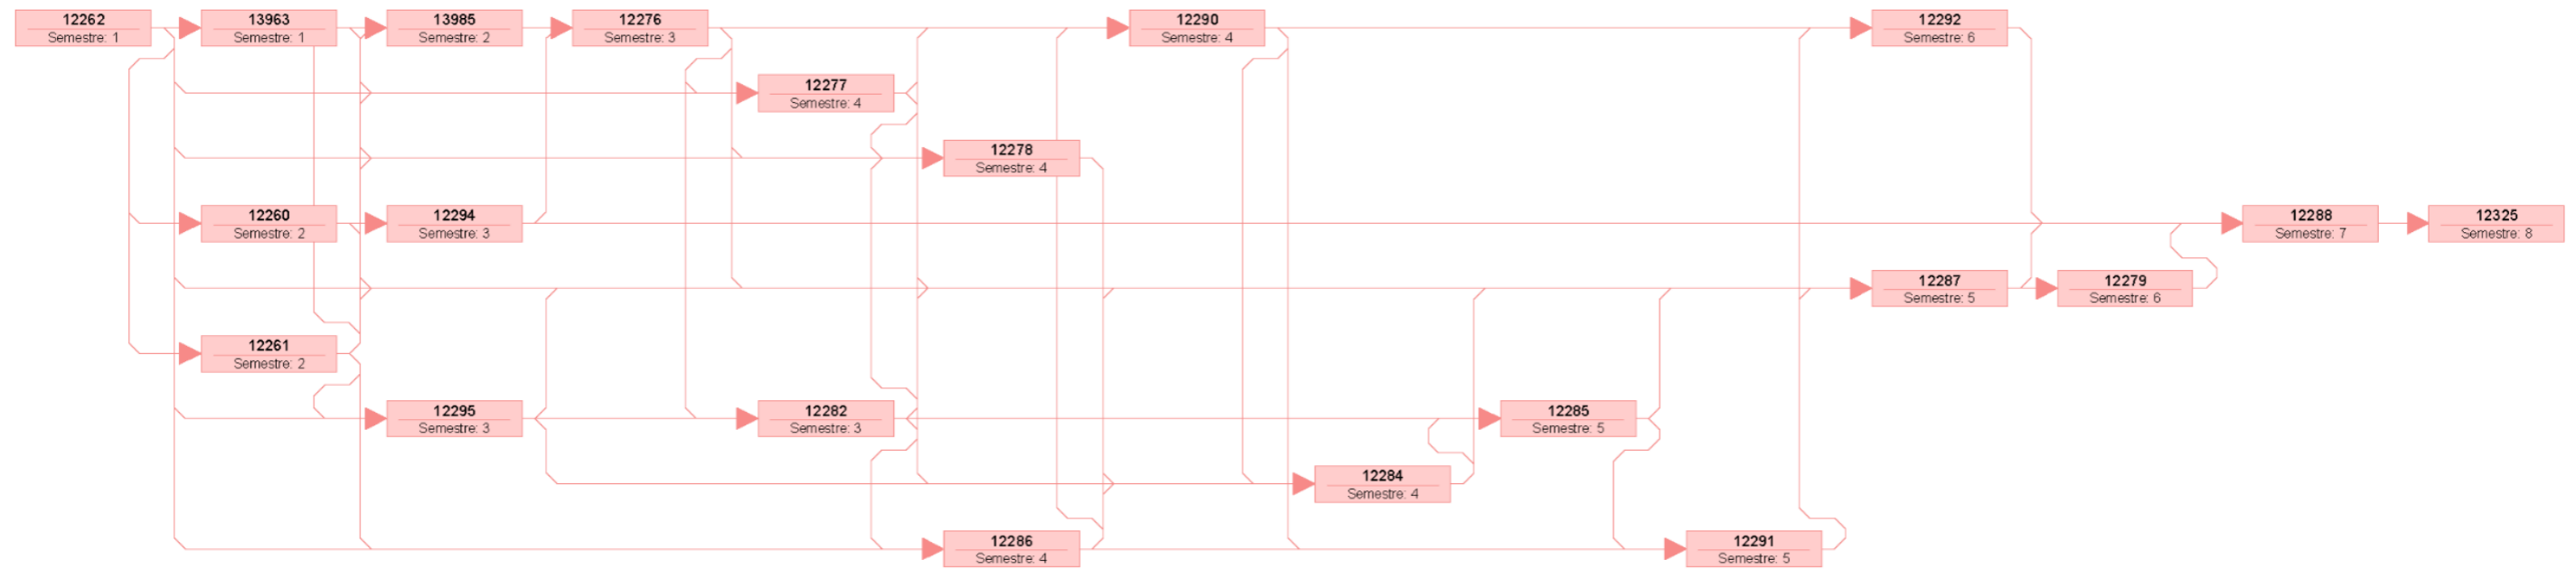 12262
Semestre: 1
13963
Semestre: 1
13985
Semestre: 2
12276
Semestre: 3
12290
Semestre: 4
12292
Semestre: 6
12277
Semestre: 4
12278
Semestre: 4
12260
Semestre: 2
12294
Semestre: 3
12288
Semestre: 7
12325
Semestre: 8
12287
Semestre: 5
12279
Semestre: 6
12261
Semestre: 2
12295
Semestre: 3
12282
Semestre: 3
12285
Semestre: 5
12284
Semestre: 4
12286
Semestre: 4
12291
Semestre: 5